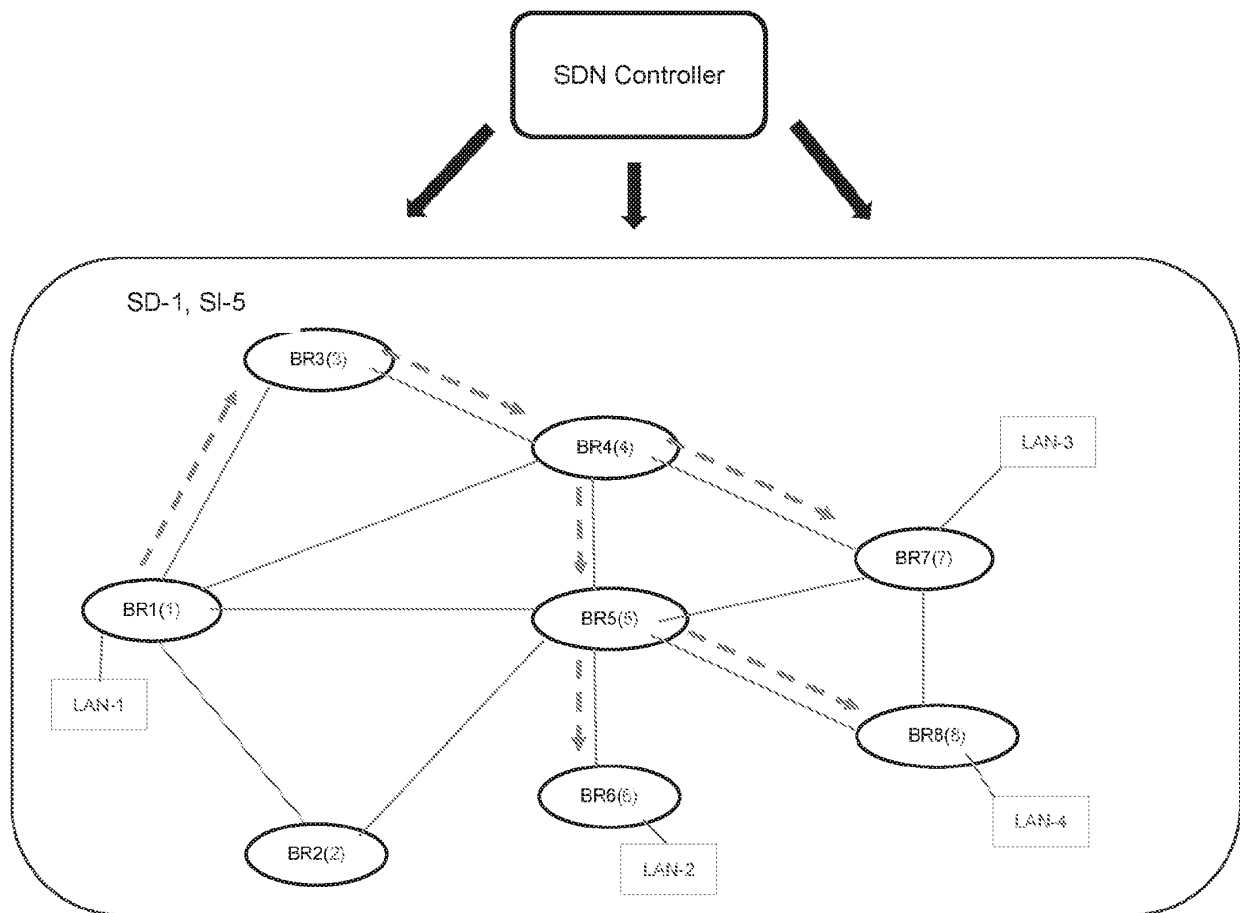 SDN Controller
SD-1, SI-5
BR3(3)
BR4(4)
LAN-3
BR7(7)
BR1(1)
BR5(5)
LAN-1
BR8(8)
BR6(6)
LAN-4
BR2(2)
LAN-2